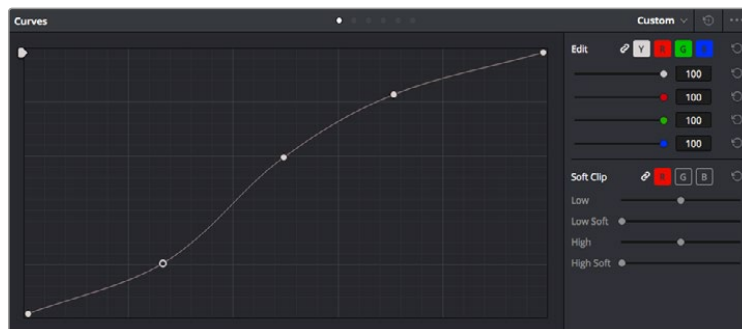 Curves
Custom
Edit
Y R G B
100
100
100
100
Soft Clip
R G B
Low
Low Soft
High
High Soft